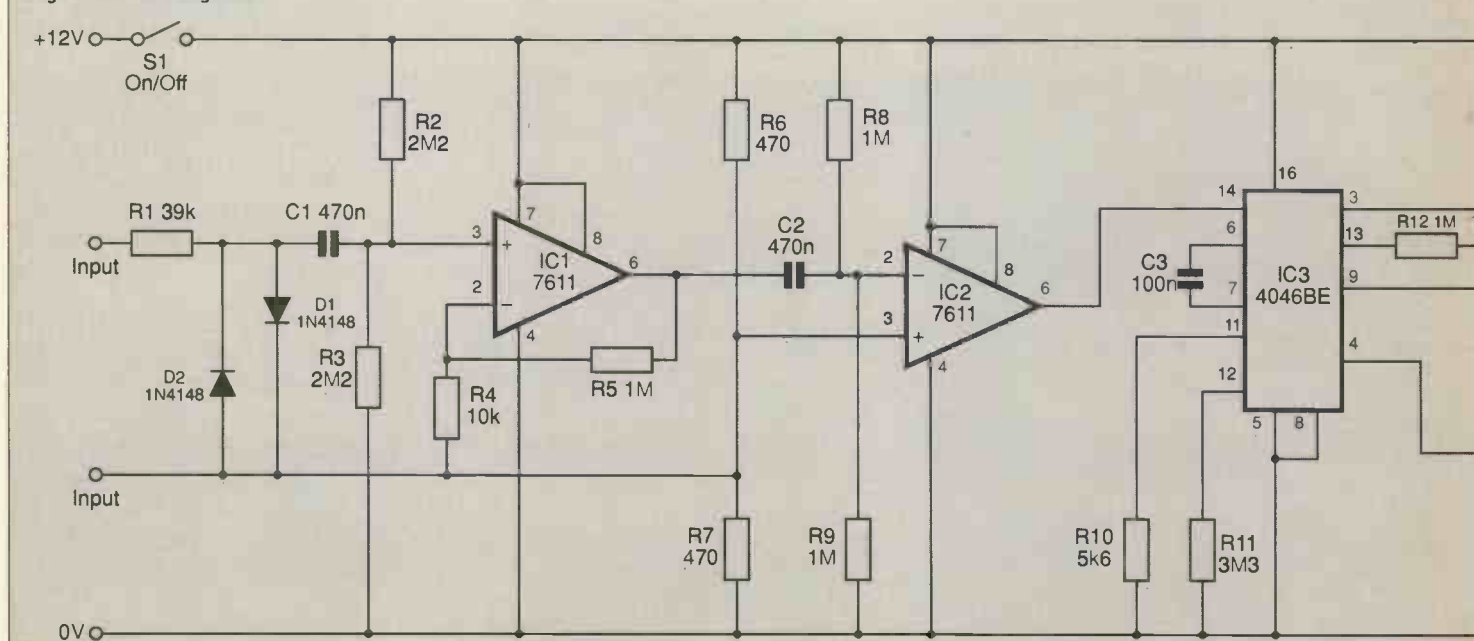 +12V
S1
On/Off
R2
2M2
R6
470
R8
1M
R1 39k
C1 470n
Input
3
+
7
8
IC1
7611
6
2
−
4
D1
1N4148
D2
1N4148
R3
2M2
R4
10k
R5 1M
Input
C2
470n
2
−
7
8
IC2
7611
6
3
+
4
R7
470
R9
1M
16
14
3
6
13
R12 1M
C3
100n
IC3
4046BE
9
7
11
4
12
5
8
R10
5k6
R11
3M3
0V